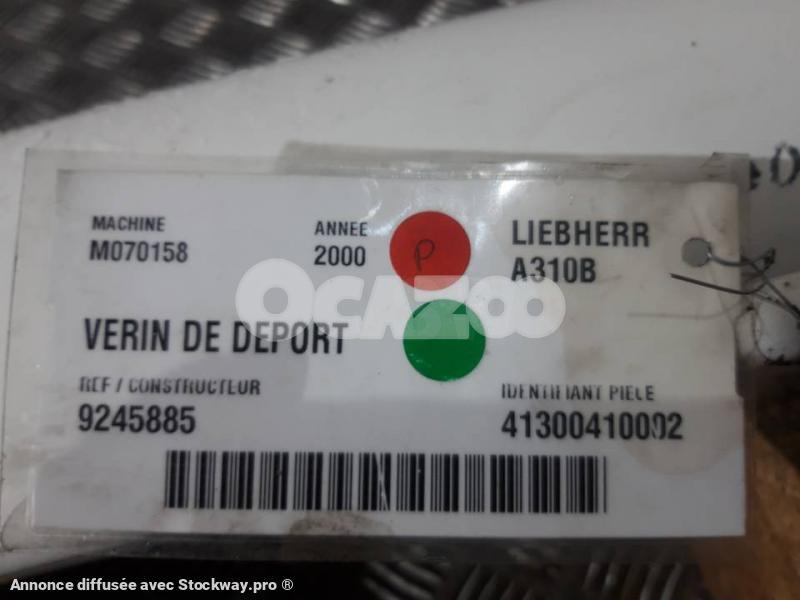 MACHINE
M070158
ANNEE
2000
P
LIEBHERR
A310B
OCAZOO
VERIN DE DEPORT
REF / CONSTRUCTEUR
9245885
IDENTIFIANT PIECE
41300410002
Annonce diffusée avec Stockway.pro ®